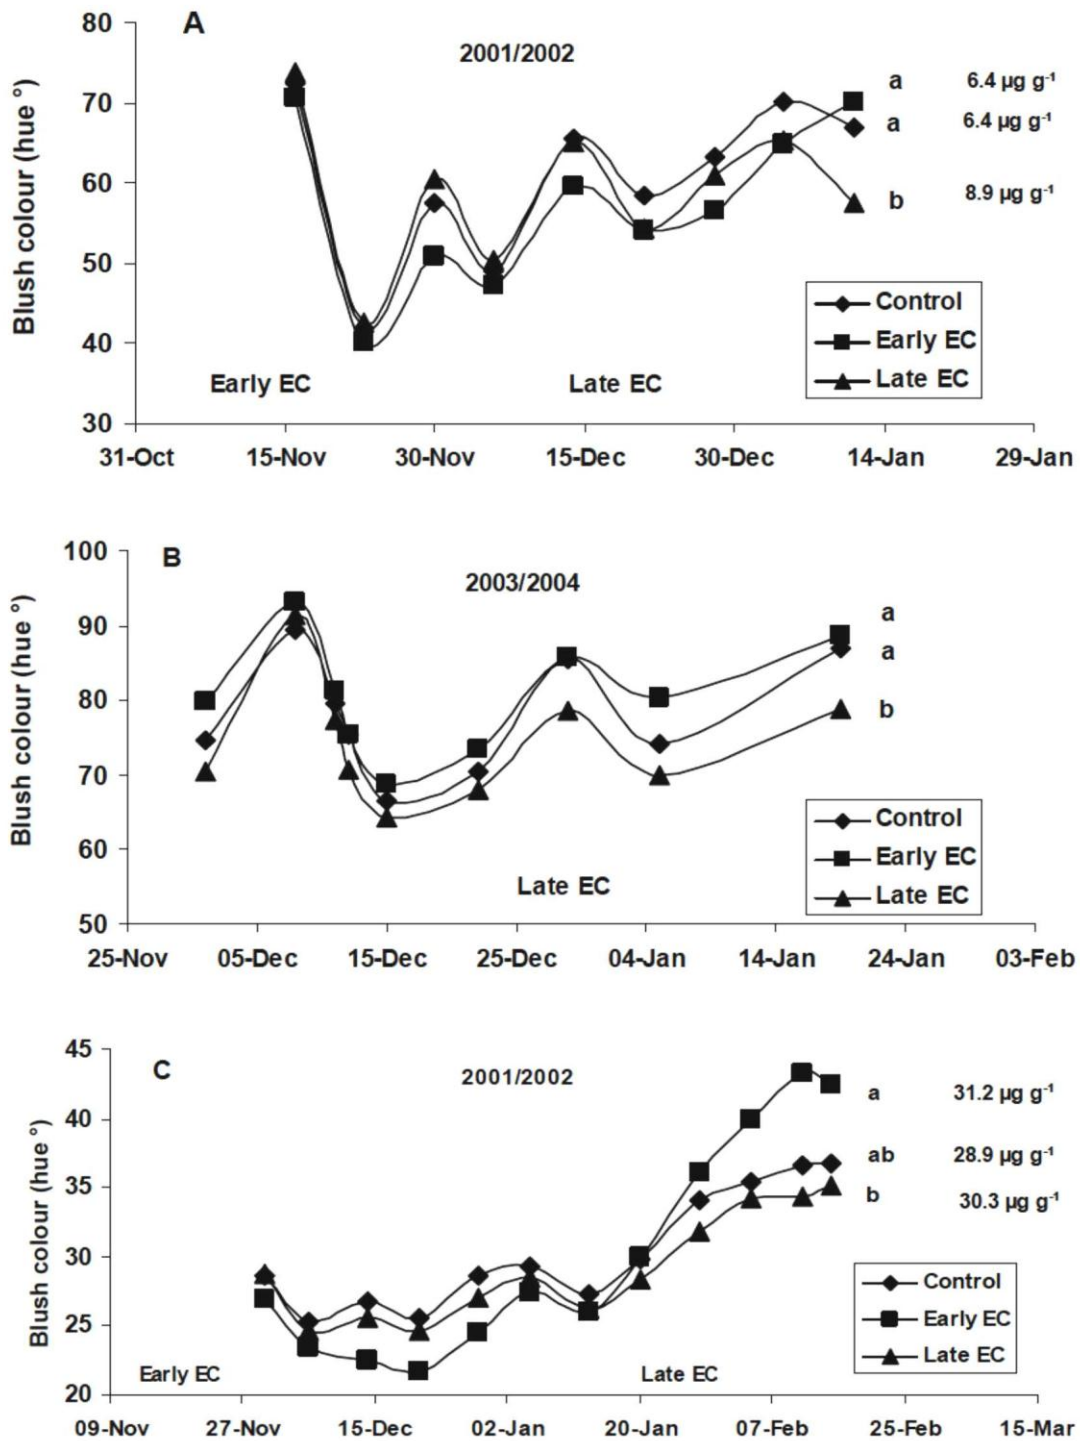 A
2001/2002
80
70
60
50
40
30
Blush colour (hue °)
a 6.4 µg g-1
a 6.4 µg g-1
b 8.9 µg g-1
Control
Early EC
Late EC
Early EC Late EC
31-Oct 15-Nov 30-Nov 15-Dec 30-Dec 14-Jan 29-Jan
B
2003/2004
100
90
80
70
60
50
Blush colour (hue °)
a
a
b
Control
Early EC
Late EC
Late EC
25-Nov 05-Dec 15-Dec 25-Dec 04-Jan 14-Jan 24-Jan 03-Feb
C
2001/2002
45
40
35
30
25
20
Blush colour (hue °)
a 31.2 µg g-1
ab 28.9 µg g-1
b 30.3 µg g-1
Control
Early EC
Late EC
Early EC Late EC
09-Nov 27-Nov 15-Dec 02-Jan 20-Jan 07-Feb 25-Feb 15-Mar